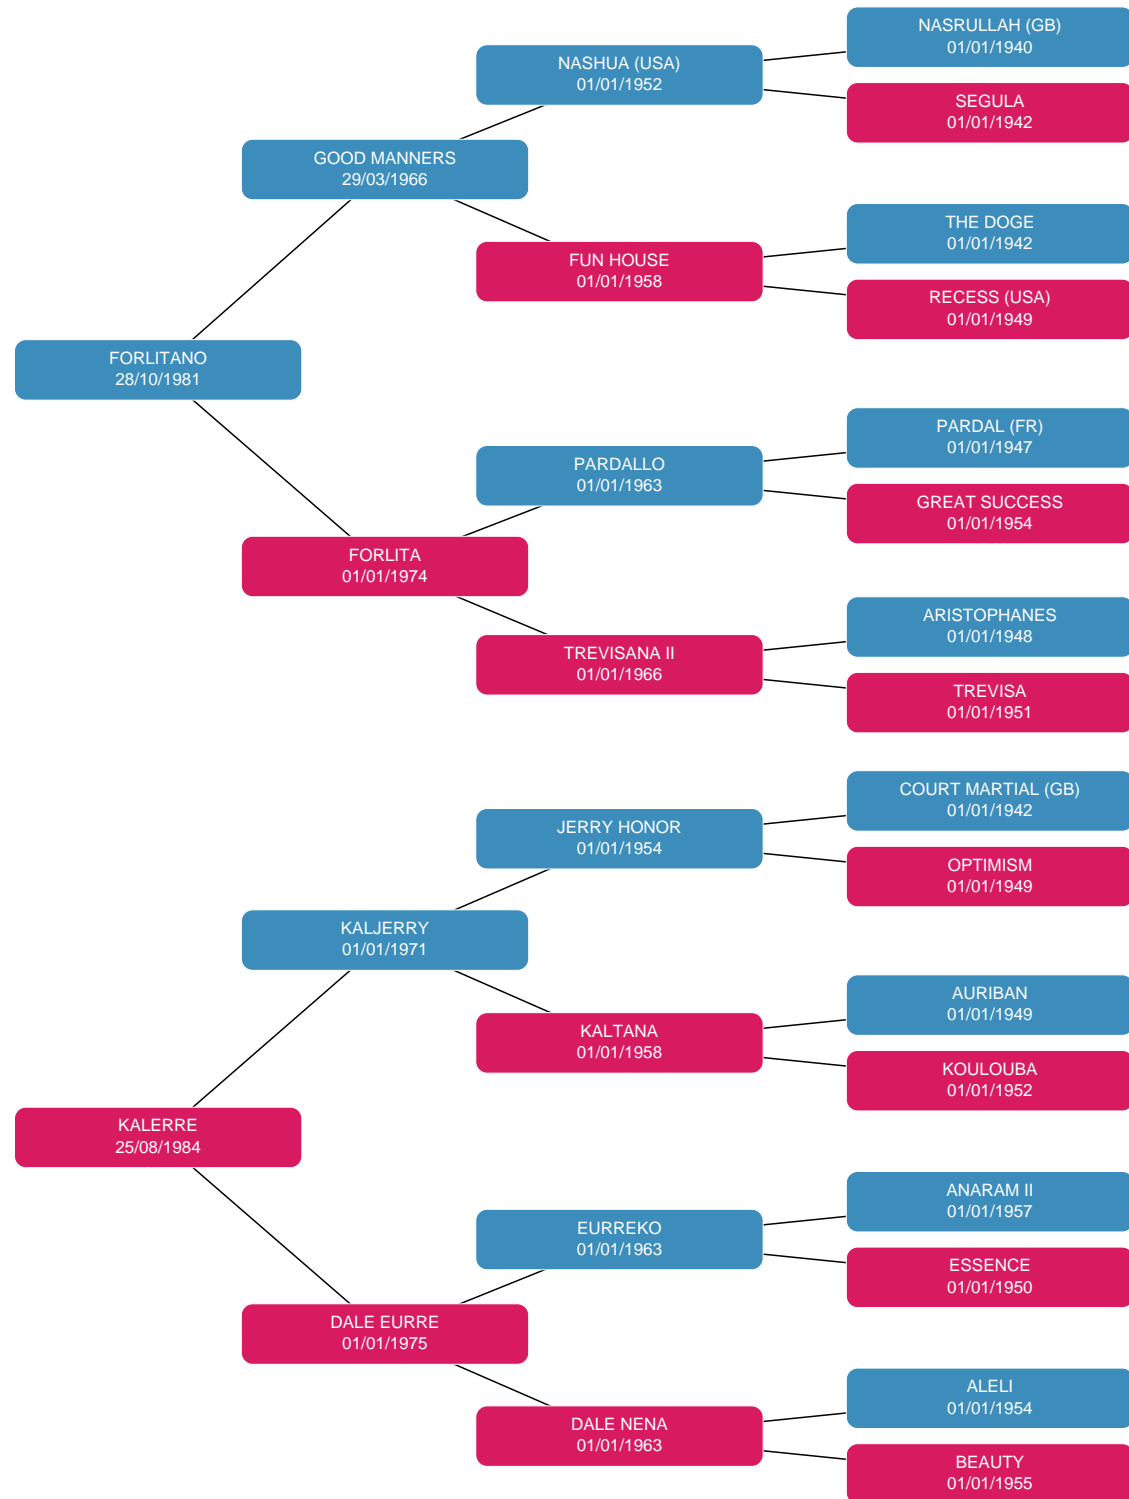 NASRULLAH (GB)
01/01/1940
NASHUA (USA)
01/01/1952
SEGULA
01/01/1942
GOOD MANNERS
29/03/1966
THE DOGE
01/01/1942
FUN HOUSE
01/01/1958
RECESS (USA)
01/01/1949
FORLITANO
28/10/1981
PARDAL (FR)
01/01/1947
PARDALLO
01/01/1963
GREAT SUCCESS
01/01/1954
FORLITA
01/01/1974
ARISTOPHANES
01/01/1948
TREVISANA II
01/01/1966
TREVISA
01/01/1951
COURT MARTIAL (GB)
01/01/1942
JERRY HONOR
01/01/1954
OPTIMISM
01/01/1949
KALJERRY
01/01/1971
AURIBAN
01/01/1949
KALTANA
01/01/1958
KOULOUBA
01/01/1952
KALERRE
25/08/1984
ANARAM II
01/01/1957
EURREKO
01/01/1963
ESSENCE
01/01/1950
DALE EURRE
01/01/1975
ALELI
01/01/1954
DALE NENA
01/01/1963
BEAUTY
01/01/1955